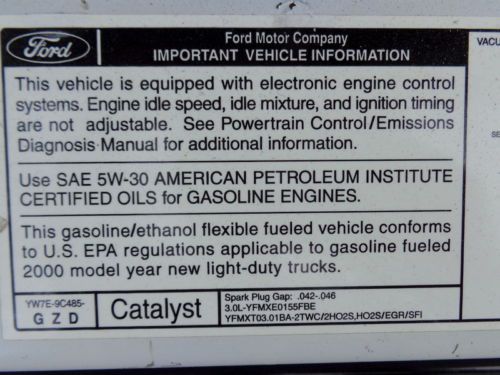 Ford
Ford Motor Company
IMPORTANT VEHICLE INFORMATION
This vehicle is equipped with electronic engine control
systems. Engine idle speed, idle mixture, and ignition timing
are not adjustable. See Powertrain Control/Emissions
Diagnosis Manual for additional information.
Use SAE 5W-30 AMERICAN PETROLEUM INSTITUTE
CERTIFIED OILS for GASOLINE ENGINES.
This gasoline/ethanol flexible fueled vehicle conforms
to U.S. EPA regulations applicable to gasoline fueled
2000 model year new light-duty trucks.
YW7E-9C485-
G Z D
Catalyst
Spark Plug Gap: .042-.046
3.0L-YFMXE0155FBE
YFMXT03.01BA-2TWC/2HO2S,HO2S/EGR/SFI
VACU
SE